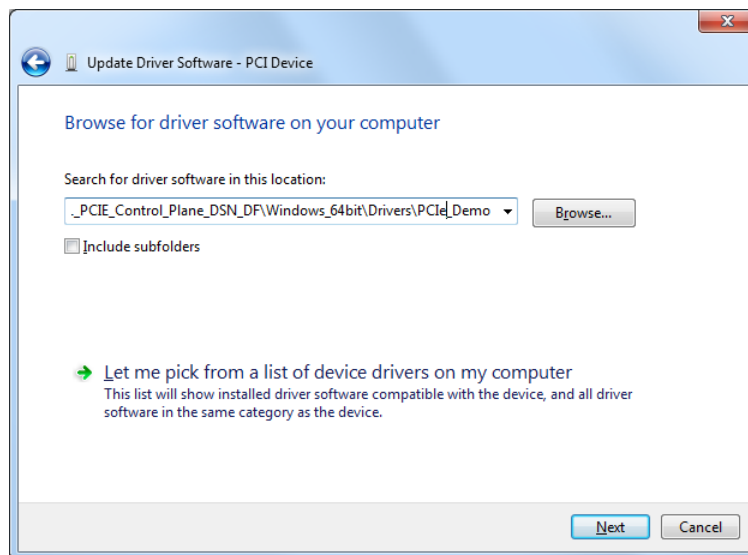 Update Driver Software - PCI Device
Browse for driver software on your computer
Search for driver software in this location:
._PCIE_Control_Plane_DSN_DF\Windows_64bit\Drivers\PCIe_Demo
Browse...
Include subfolders
Let me pick from a list of device drivers on my computer
This list will show installed driver software compatible with the device, and all driver
software in the same category as the device.
Next
Cancel